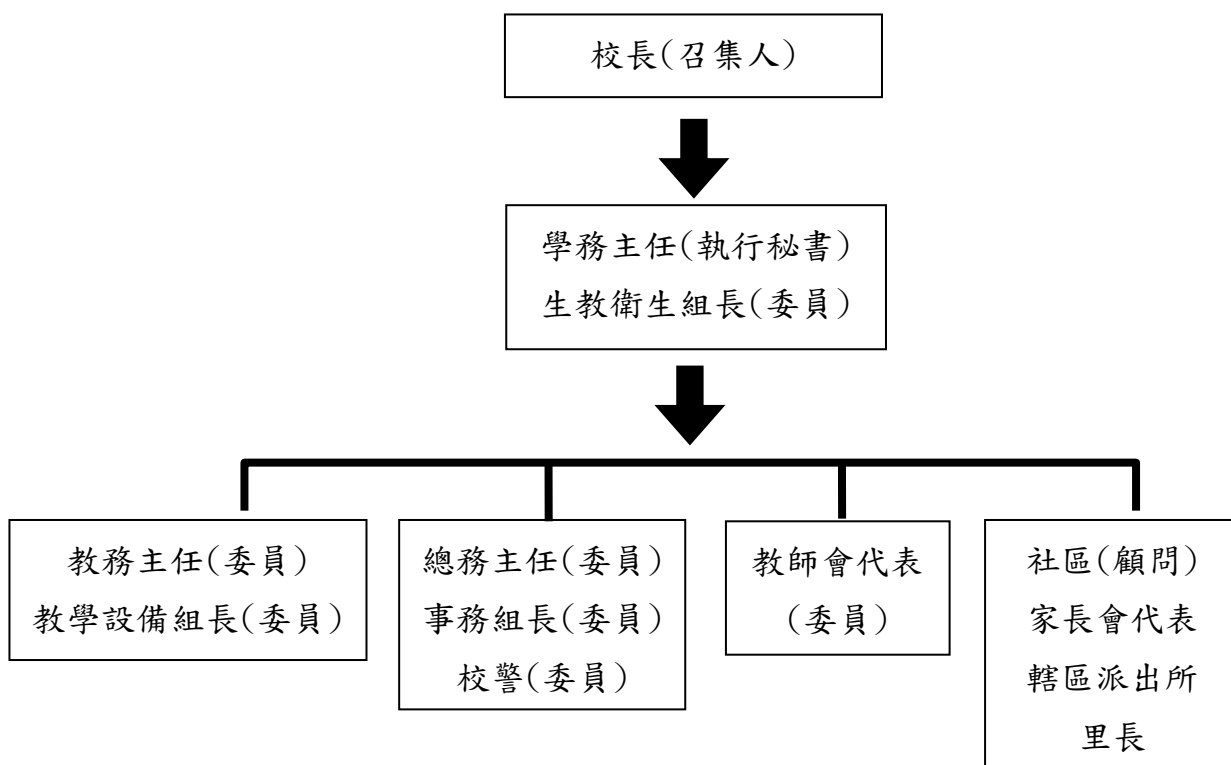 校長(召集人)
學務主任(執行秘書)
生教衛生組長(委員)
教務主任(委員)
教學設備組長(委員)
總務主任(委員)
事務組長(委員)
校警(委員)
教師會代表
(委員)
社區(顧問)
家長會代表
轄區派出所
里長